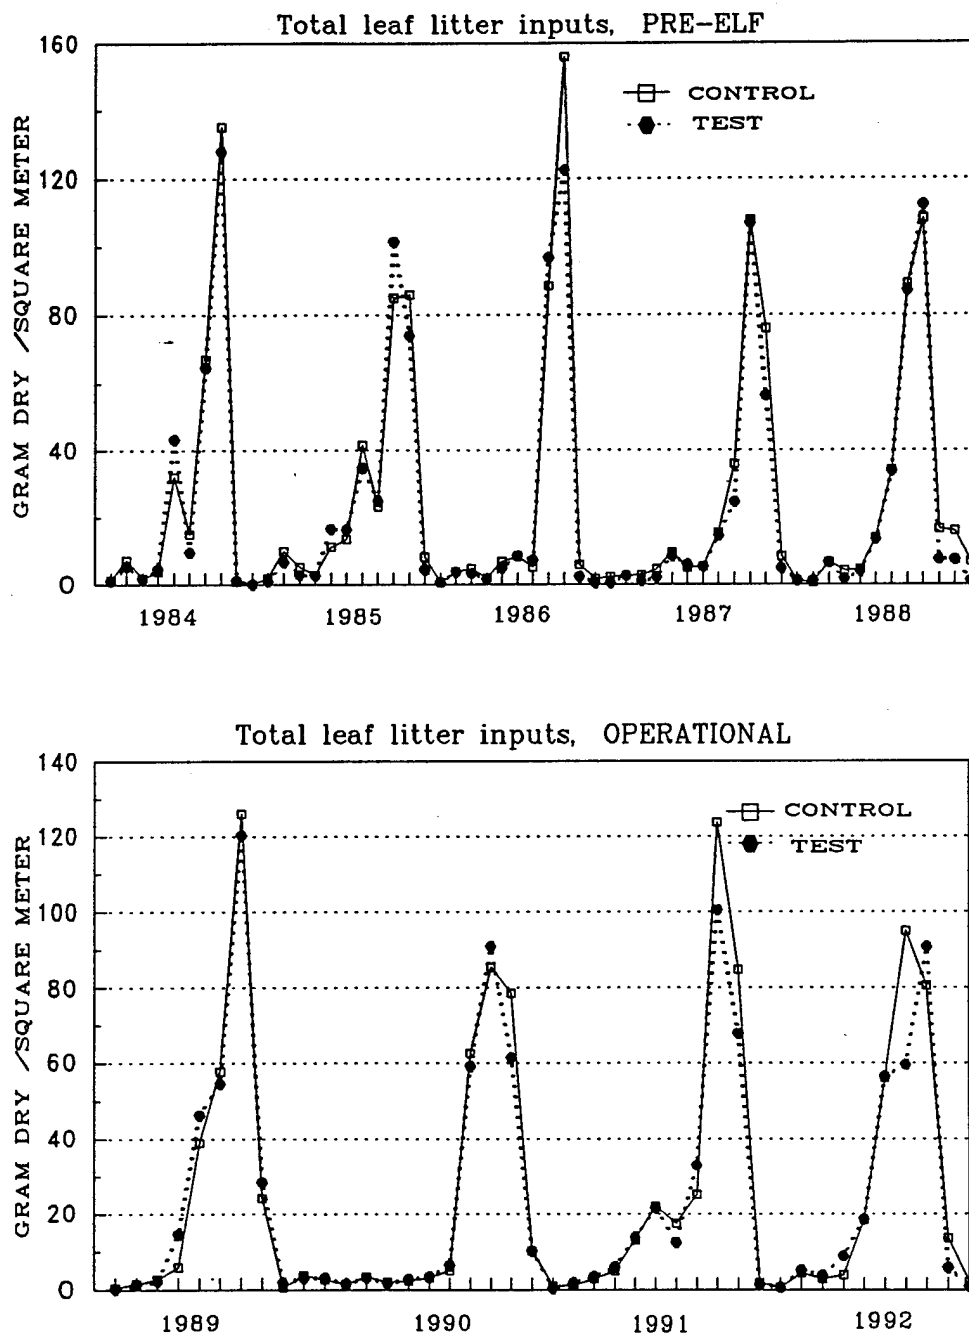 Total leaf litter inputs, PRE-ELF
160
CONTROL
TEST
120
80
40
0
GRAM DRY /SQUARE METER
1984 1985 1986 1987 1988
Total leaf litter inputs, OPERATIONAL
140
CONTROL
120
TEST
100
80
60
40
20
0
GRAM DRY /SQUARE METER
1989 1990 1991 1992